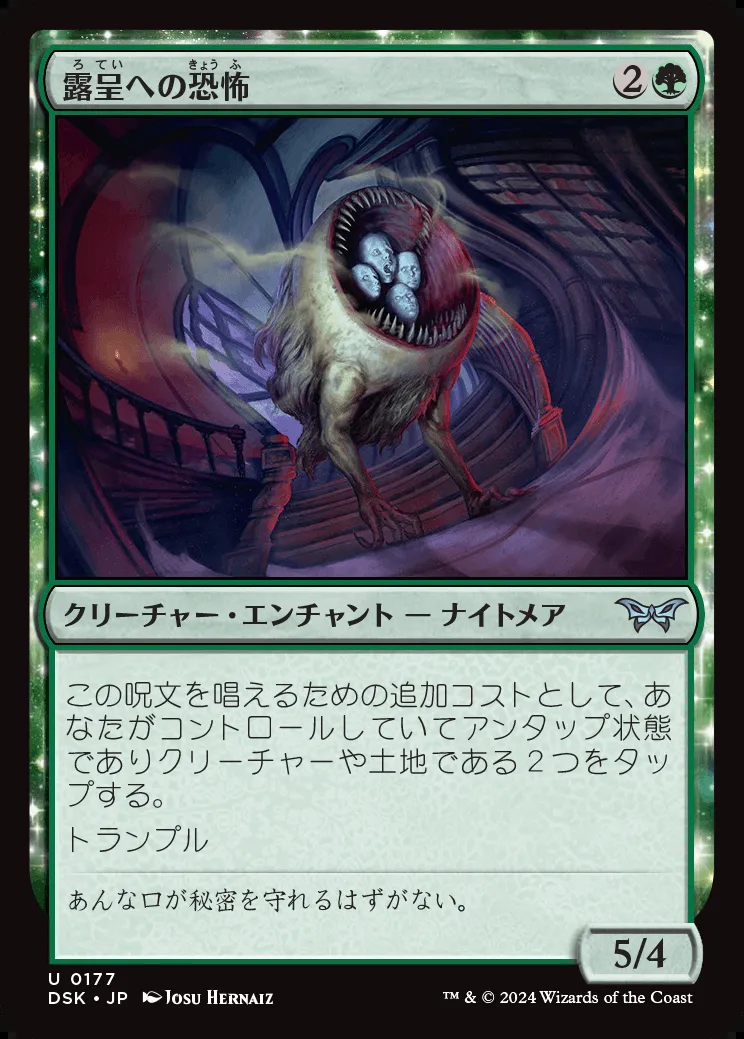 ろてい きょうふ
露呈への恐怖 2
クリーチャー・エンチャント — ナイトメア
この呪文を唱えるための追加コストとして、あ
なたがコントロールしていてアンタップ状態
でありクリーチャーや土地である２つをタッ
プする。
トランプル
あんな口が秘密を守れるはずがない。
5/4
U 0177
DSK • JP Josu Hernaiz
™ & © 2024 Wizards of the Coast